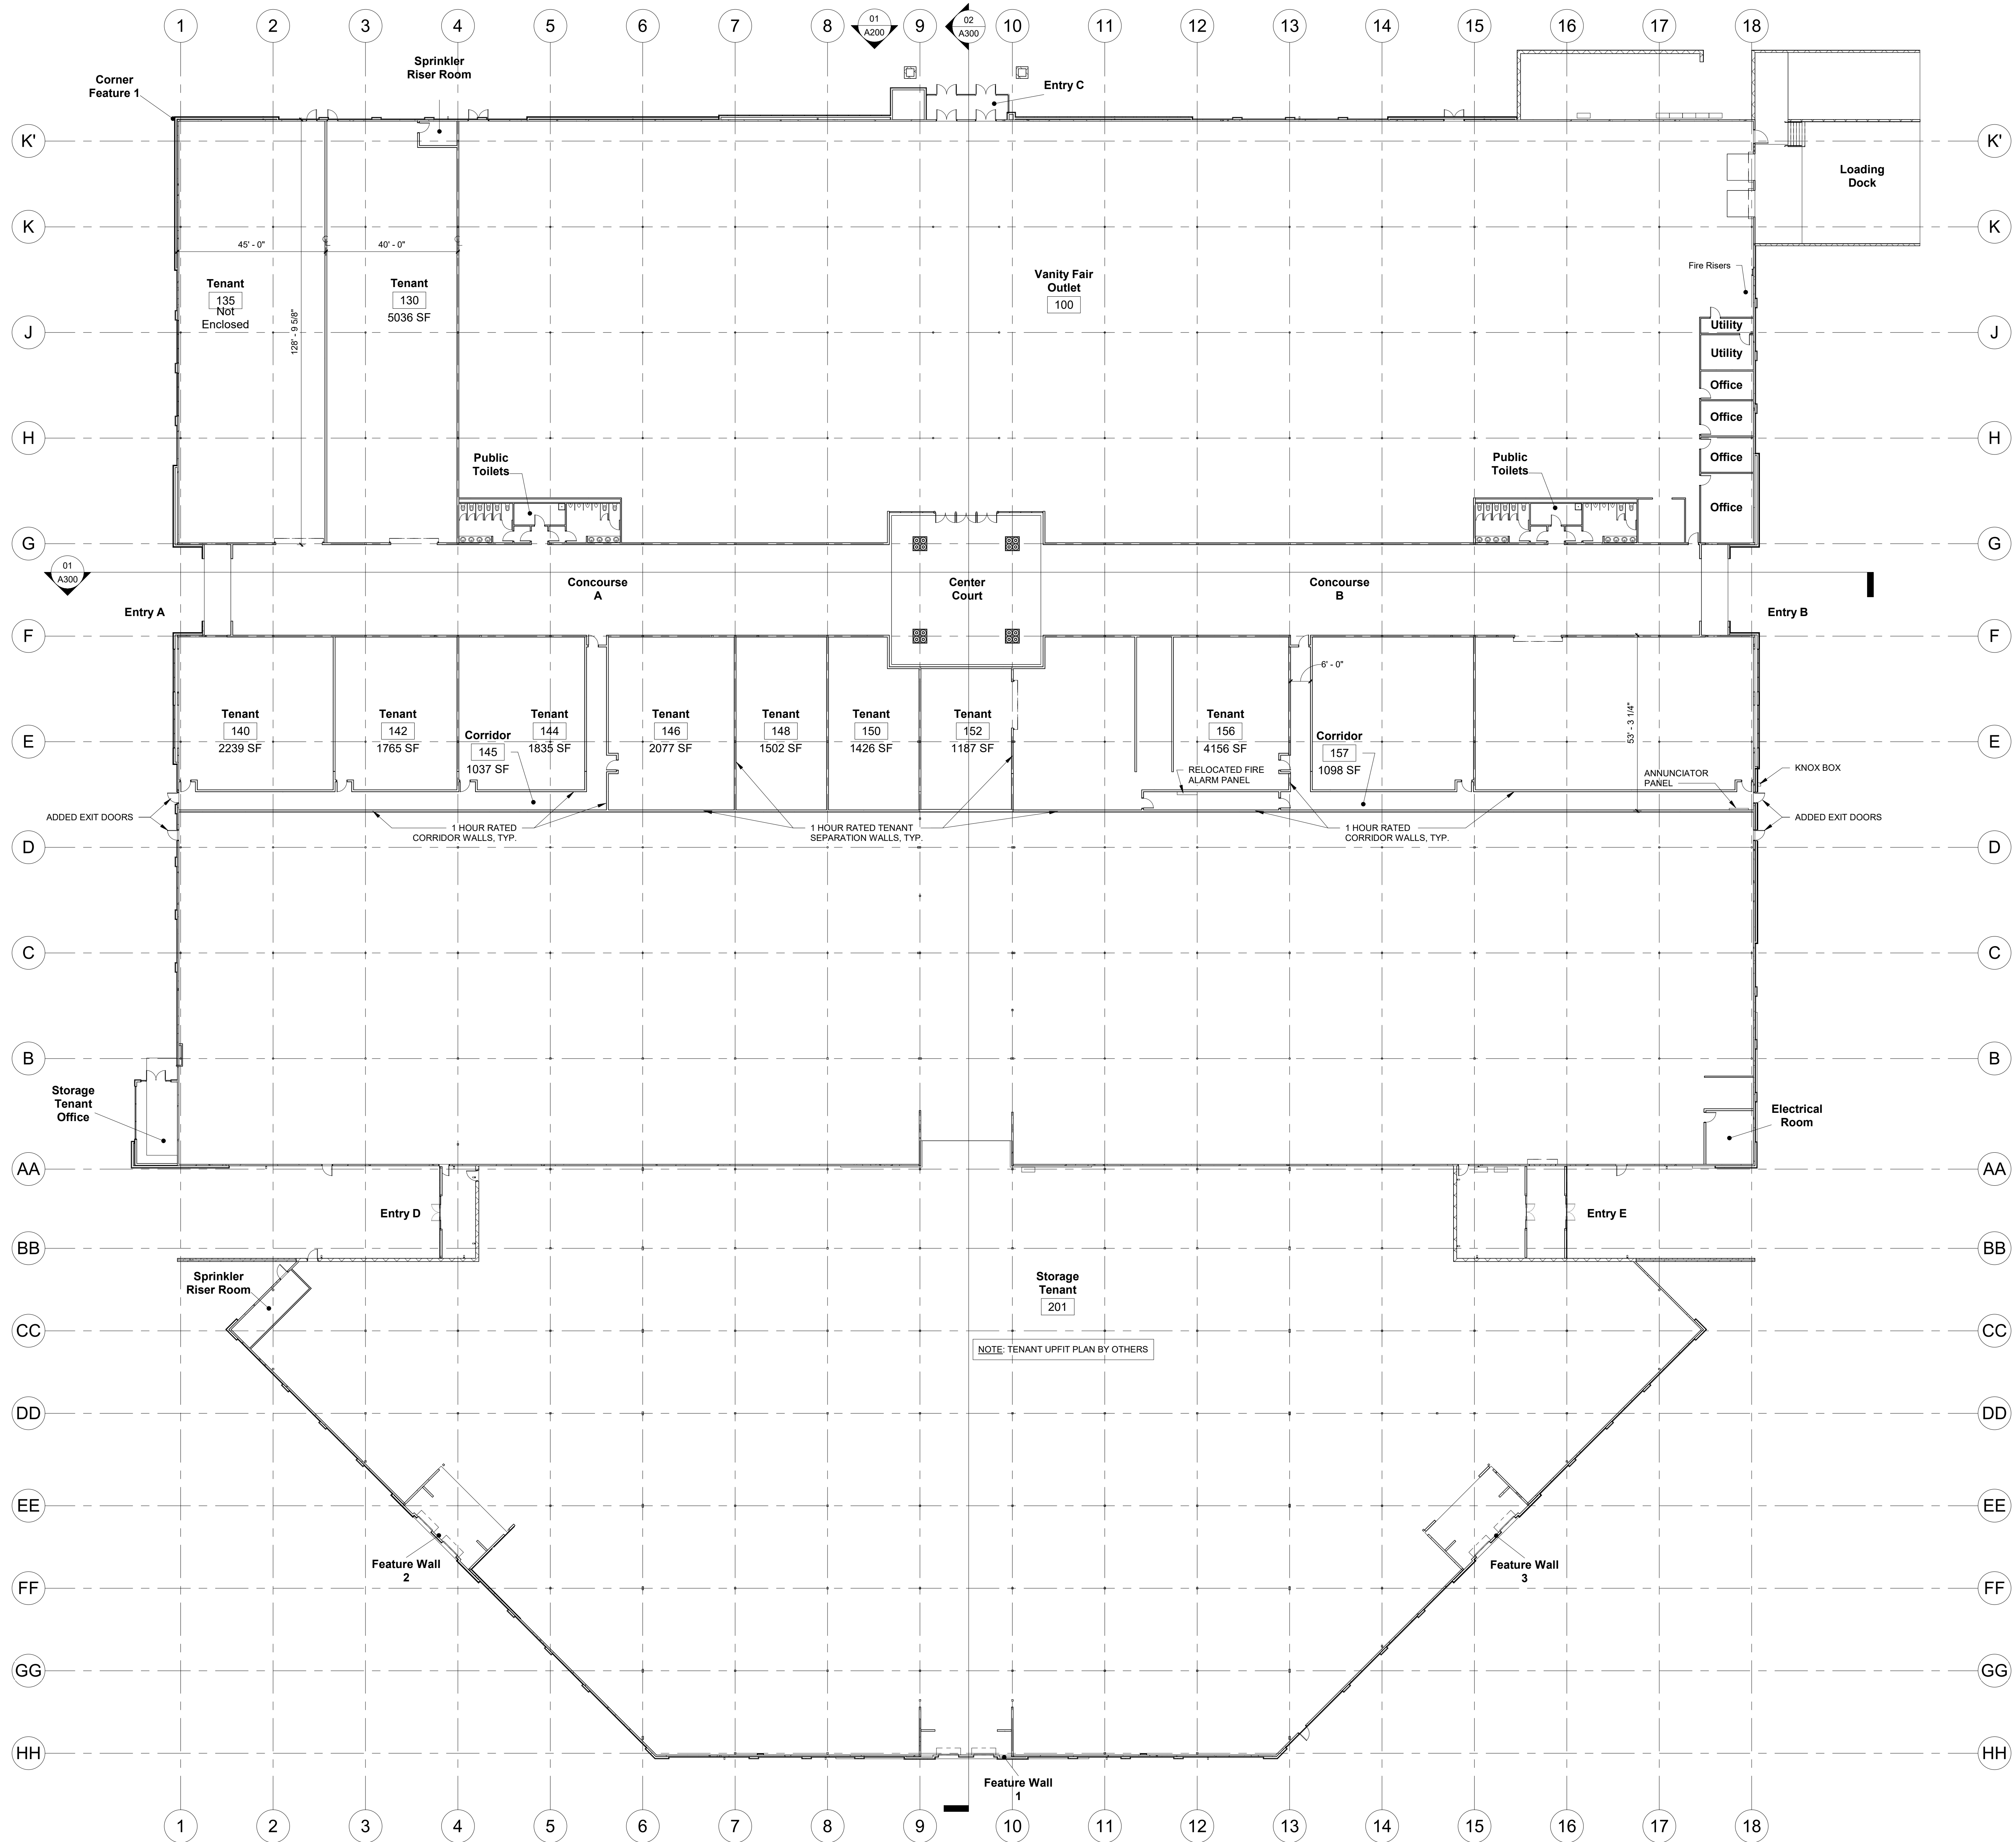 1 2 3 4 5 6 7 8 9 10 11 12 13 14 15 16 17 18
01
A200
02
A300
Sprinkler
Riser Room
Corner
Feature 1
Entry C
K' K'
Loading
Dock
K K
45' - 0" 40' - 0"
Fire Risers
Tenant
135
Not
Enclosed
Tenant
130
5036 SF
Vanity Fair
Outlet
100
128' - 9 5/8"
J J
Utility
Utility
Office
Office
Office
Office
H H
Public
Toilets
Public
Toilets
G G
01
A300
Concourse
A
Center
Court
Concourse
B
Entry A
Entry B
F F
6' - 0"
Tenant
140
2239 SF
Tenant
142
1765 SF
Corridor
145
1037 SF
Tenant
144
1835 SF
Tenant
146
2077 SF
Tenant
148
1502 SF
Tenant
150
1426 SF
Tenant
152
1187 SF
Tenant
156
4156 SF
Corridor
157
1098 SF
53' - 3 1/4"
E E
RELOCATED FIRE
ALARM PANEL
ANNUNCIATOR
PANEL
KNOX BOX
ADDED EXIT DOORS
ADDED EXIT DOORS
1 HOUR RATED
CORRIDOR WALLS, TYP.
1 HOUR RATED TENANT
SEPARATION WALLS, TYP.
1 HOUR RATED
CORRIDOR WALLS, TYP.
D D
C C
B B
Storage
Tenant
Office
Electrical
Room
AA AA
Entry D
Entry E
BB BB
Sprinkler
Riser Room
Storage
Tenant
201
CC CC
NOTE: TENANT UPFIT PLAN BY OTHERS
DD DD
EE EE
Feature Wall
2
Feature Wall
3
FF FF
GG GG
HH HH
Feature Wall
1
1 2 3 4 5 6 7 8 9 10 11 12 13 14 15 16 17 18